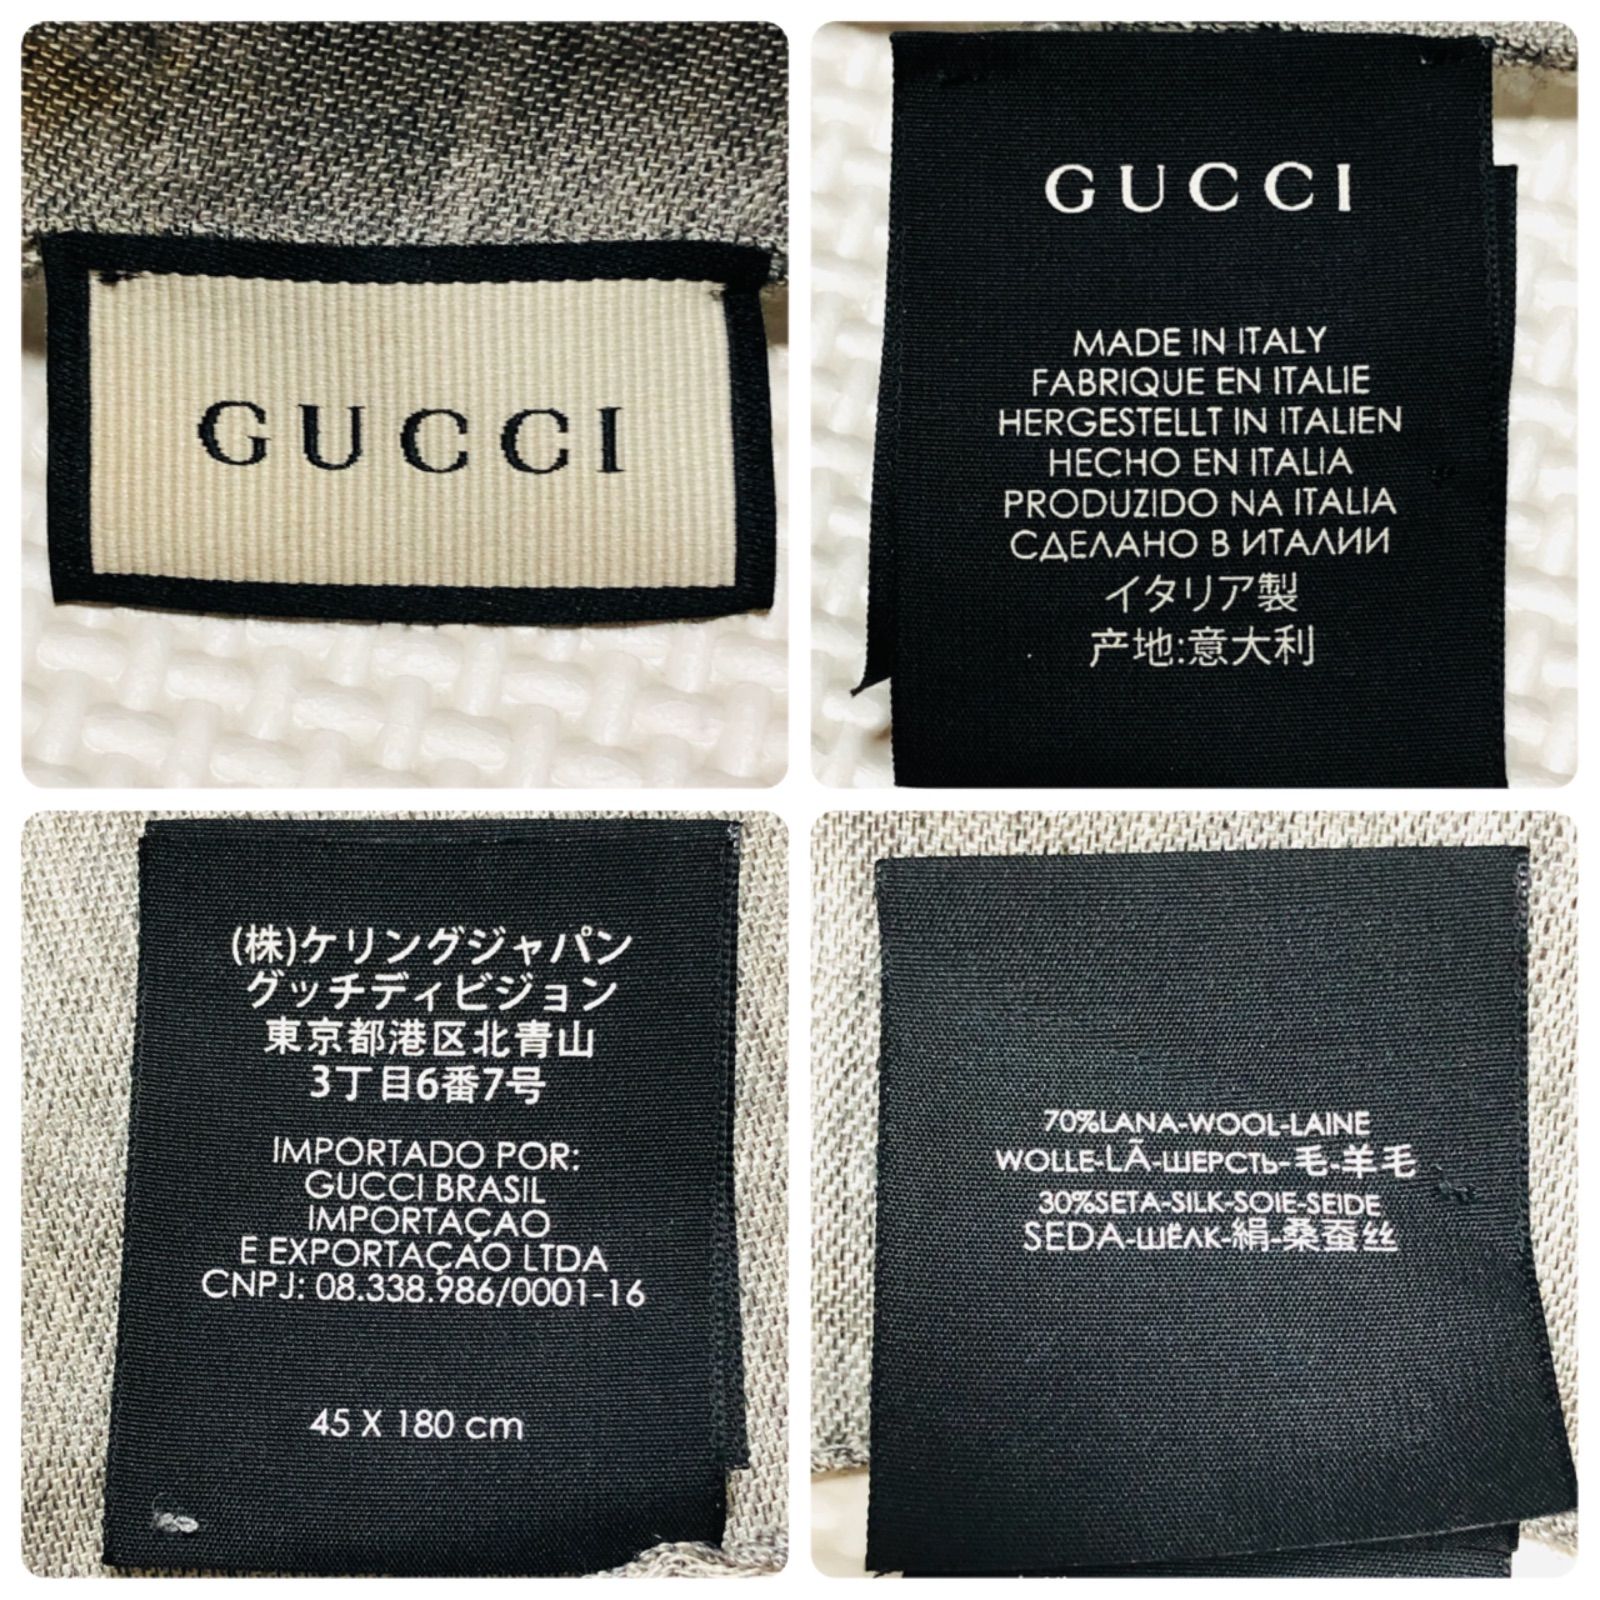 GUCCI
GUCCI
MADE IN ITALY
FABRIQUE EN ITALIE
HERGESTELLT IN ITALIEN
HECHO EN ITALIA
PRODUZIDO NA ITALIA
СДЕЛАНО В ИТАЛИИ
イタリア製
产地:意大利
(株)ケリングジャパン
グッチディビジョン
東京都港区北青山
3丁目6番7号
IMPORTADO POR:
GUCCI BRASIL
IMPORTAÇAO
E EXPORTAÇAO LTDA
CNPJ: 08.338.986/0001-16
45 X 180 cm
70%LANA-WOOL-LAINE
WOLLE-LÃ-ШЕРСТЬ-毛-羊毛
30%SETA-SILK-SOIE-SEIDE
SEDA-ШЁЛК-絹-桑蚕丝